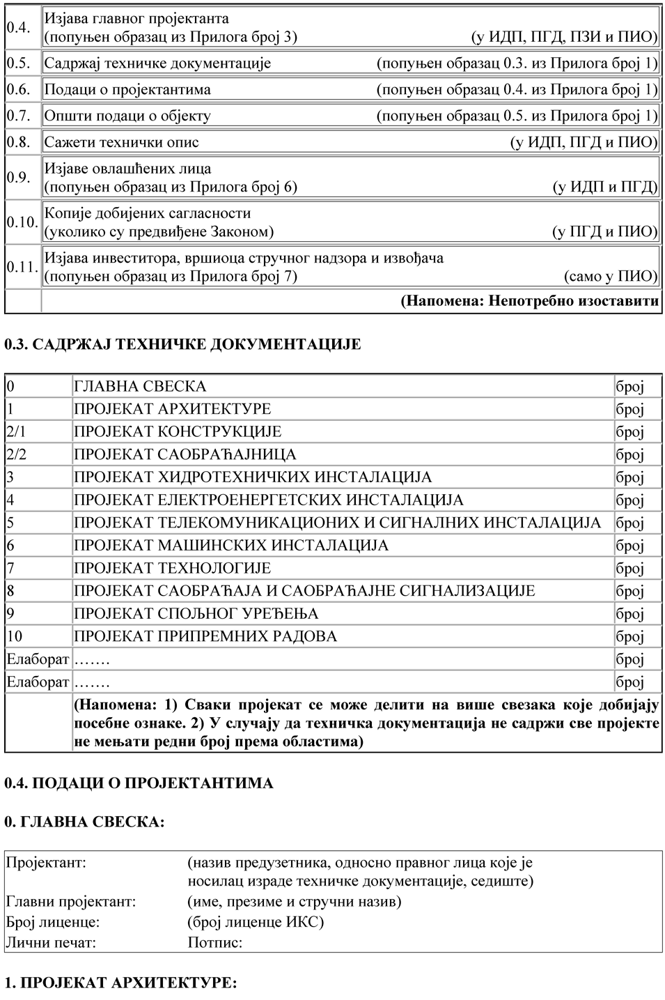 0.4. Изјава главног пројектанта
(попуњен образац из Прилога број 3) (у ИДП, ПГД, ПЗИ и ПИО)
0.5. Садржај техничке документације (попуњен образац 0.3. из Прилога број 1)
0.6. Подаци о пројектантима (попуњен образац 0.4. из Прилога број 1)
0.7. Општи подаци о објекту (попуњен образац 0.5. из Прилога број 1)
0.8. Сажети технички опис (у ИДП, ПГД и ПИО)
0.9. Изјаве овлашћених лица
(попуњен образац из Прилога број 6) (у ИДП и ПГД)
0.10. Копије добијених сагласности
(уколико су предвиђене Законом) (у ПГД и ПИО)
0.11. Изјава инвеститора, вршиоца стручног надзора и извођача
(попуњен образац из Прилога број 7) (само у ПИО)
(Напомена: Непотребно изоставити
0.3. САДРЖАЈ ТЕХНИЧКЕ ДОКУМЕНТАЦИЈЕ
0 ГЛАВНА СВЕСКА број
1 ПРОЈЕКАТ АРХИТЕКТУРЕ број
2/1 ПРОЈЕКАТ КОНСТРУКЦИЈЕ број
2/2 ПРОЈЕКАТ САОБРАЋАЈНИЦА број
3 ПРОЈЕКАТ ХИДРОТЕХНИЧКИХ ИНСТАЛАЦИЈА број
4 ПРОЈЕКАТ ЕЛЕКТРОЕНЕРГЕТСКИХ ИНСТАЛАЦИЈА број
5 ПРОЈЕКАТ ТЕЛЕКОМУНИКАЦИОНИХ И СИГНАЛНИХ ИНСТАЛАЦИЈА број
6 ПРОЈЕКАТ МАШИНСКИХ ИНСТАЛАЦИЈА број
7 ПРОЈЕКАТ ТЕХНОЛОГИЈЕ број
8 ПРОЈЕКАТ САОБРАЋАЈА И САОБРАЋАЈНЕ СИГНАЛИЗАЦИЈЕ број
9 ПРОЈЕКАТ СПОЉНОГ УРЕЂЕЊА број
10 ПРОЈЕКАТ ПРИПРЕМНИХ РАДОВА број
Елаборат ……. број
Елаборат ……. број
(Напомена: 1) Сваки пројекат се може делити на више свезака које добијају
посебне ознаке. 2) У случају да техничка документација не садржи све пројекте
не мењати редни број према областима)
0.4. ПОДАЦИ О ПРОЈЕКТАНТИМА
0. ГЛАВНА СВЕСКА:
Пројектант: (назив предузетника, односно правног лица које је
носилац израде техничке документације, седиште)
Главни пројектант: (име, презиме и стручни назив)
Број лиценце: (број лиценце ИКС)
Лични печат: Потпис:
1. ПРОЈЕКАТ АРХИТЕКТУРЕ: